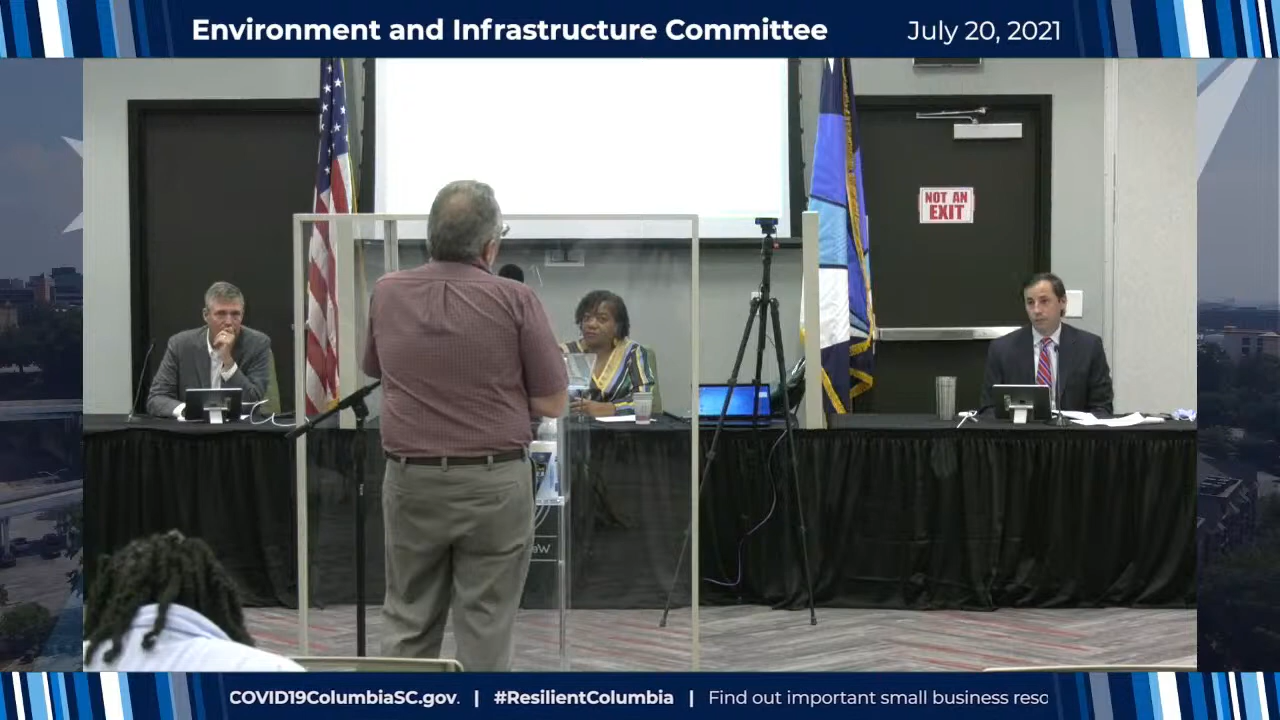 Environment and Infrastructure Committee
July 20, 2021
NOT AN
EXIT
We
COVID19ColumbiaSC.gov. | #ResilientColumbia | Find out important small business reso